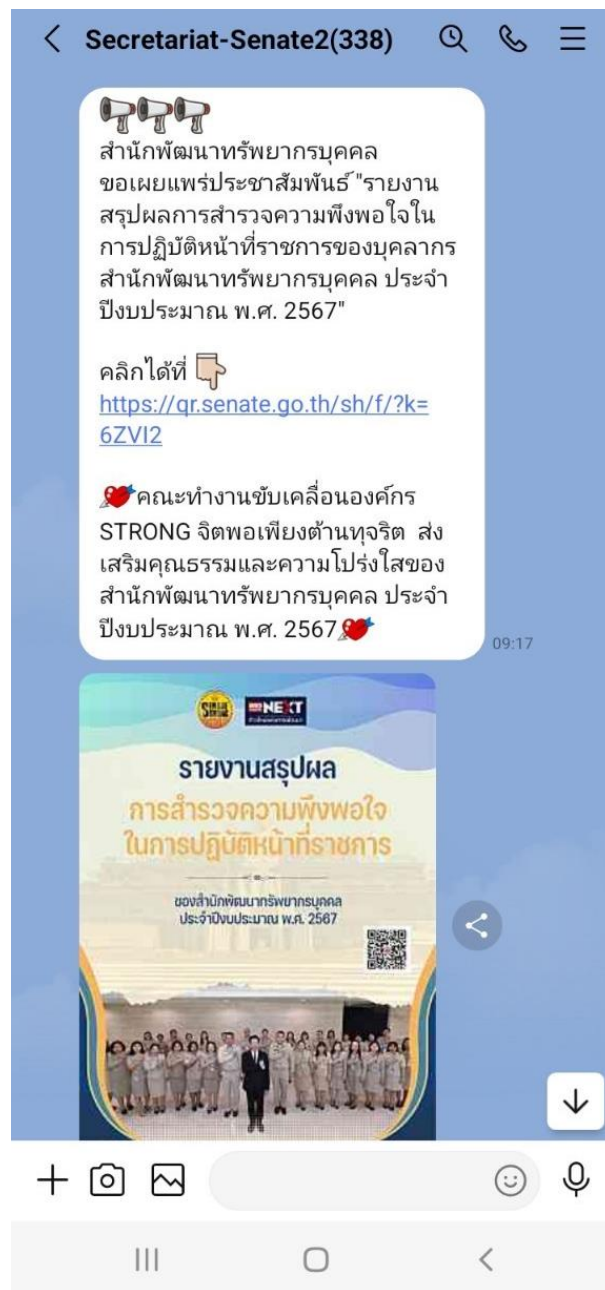 Secretariat-Senate2(338)
สำนักพัฒนาทรัพยากรบุคคล
ขอเผยแพร่ประชาสัมพันธ์ "รายงาน
สรุปผลการสำรวจความพึงพอใจใน
การปฏิบัติหน้าที่ราชการของบุคลากร
สำนักพัฒนาทรัพยากรบุคคล ประจำ
ปีงบประมาณ พ.ศ. 2567"
คลิกได้ที่
https://qr.senate.go.th/sh/f/?k=
6ZVI2
คณะทำงานขับเคลื่อนองค์กร
STRONG จิตพอเพียงต้านทุจริต ส่ง
เสริมคุณธรรมและความโปร่งใสของ
สำนักพัฒนาทรัพยากรบุคคล ประจำ
ปีงบประมาณ พ.ศ. 2567
09:17
NEXT
รายงานสรุปผล
การสำรวจความพึงพอใจ
ในการปฏิบัติหน้าที่ราชการ
ของสำนักพัฒนาทรัพยากรบุคคล
ประจำปีงบประมาณ พ.ศ. 2567